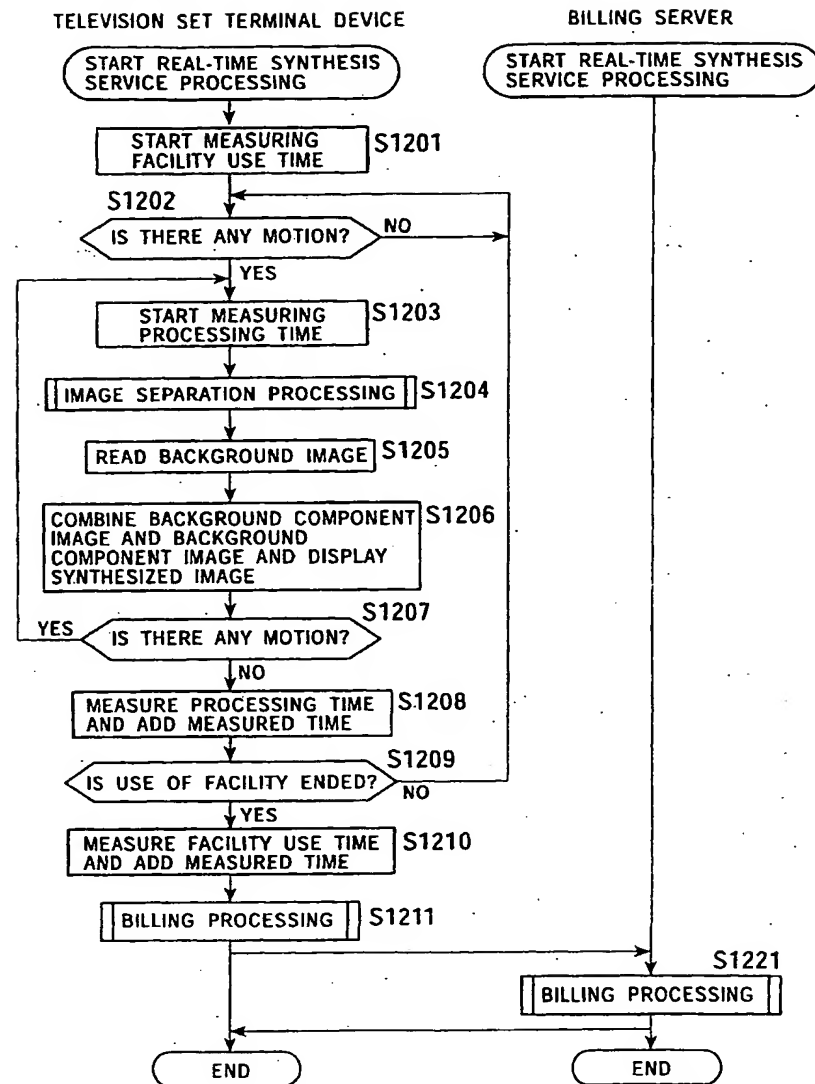 TELEVISION SET TERMINAL DEVICE
BILLING SERVER
START REAL-TIME SYNTHESIS
SERVICE PROCESSING
START REAL-TIME SYNTHESIS
SERVICE PROCESSING
START MEASURING
FACILITY USE TIME
S1201
S1202
IS THERE ANY MOTION?
NO
YES
START MEASURING
PROCESSING TIME
S1203
IMAGE SEPARATION PROCESSING
S1204
READ BACKGROUND IMAGE
S1205
COMBINE BACKGROUND COMPONENT
IMAGE AND BACKGROUND
COMPONENT IMAGE AND DISPLAY
SYNTHESIZED IMAGE
S1206
S1207
YES
IS THERE ANY MOTION?
NO
MEASURE PROCESSING TIME
AND ADD MEASURED TIME
S1208
S1209
IS USE OF FACILITY ENDED?
NO
YES
MEASURE FACILITY USE TIME
AND ADD MEASURED TIME
S1210
BILLING PROCESSING
S1211
S1221
BILLING PROCESSING
END
END